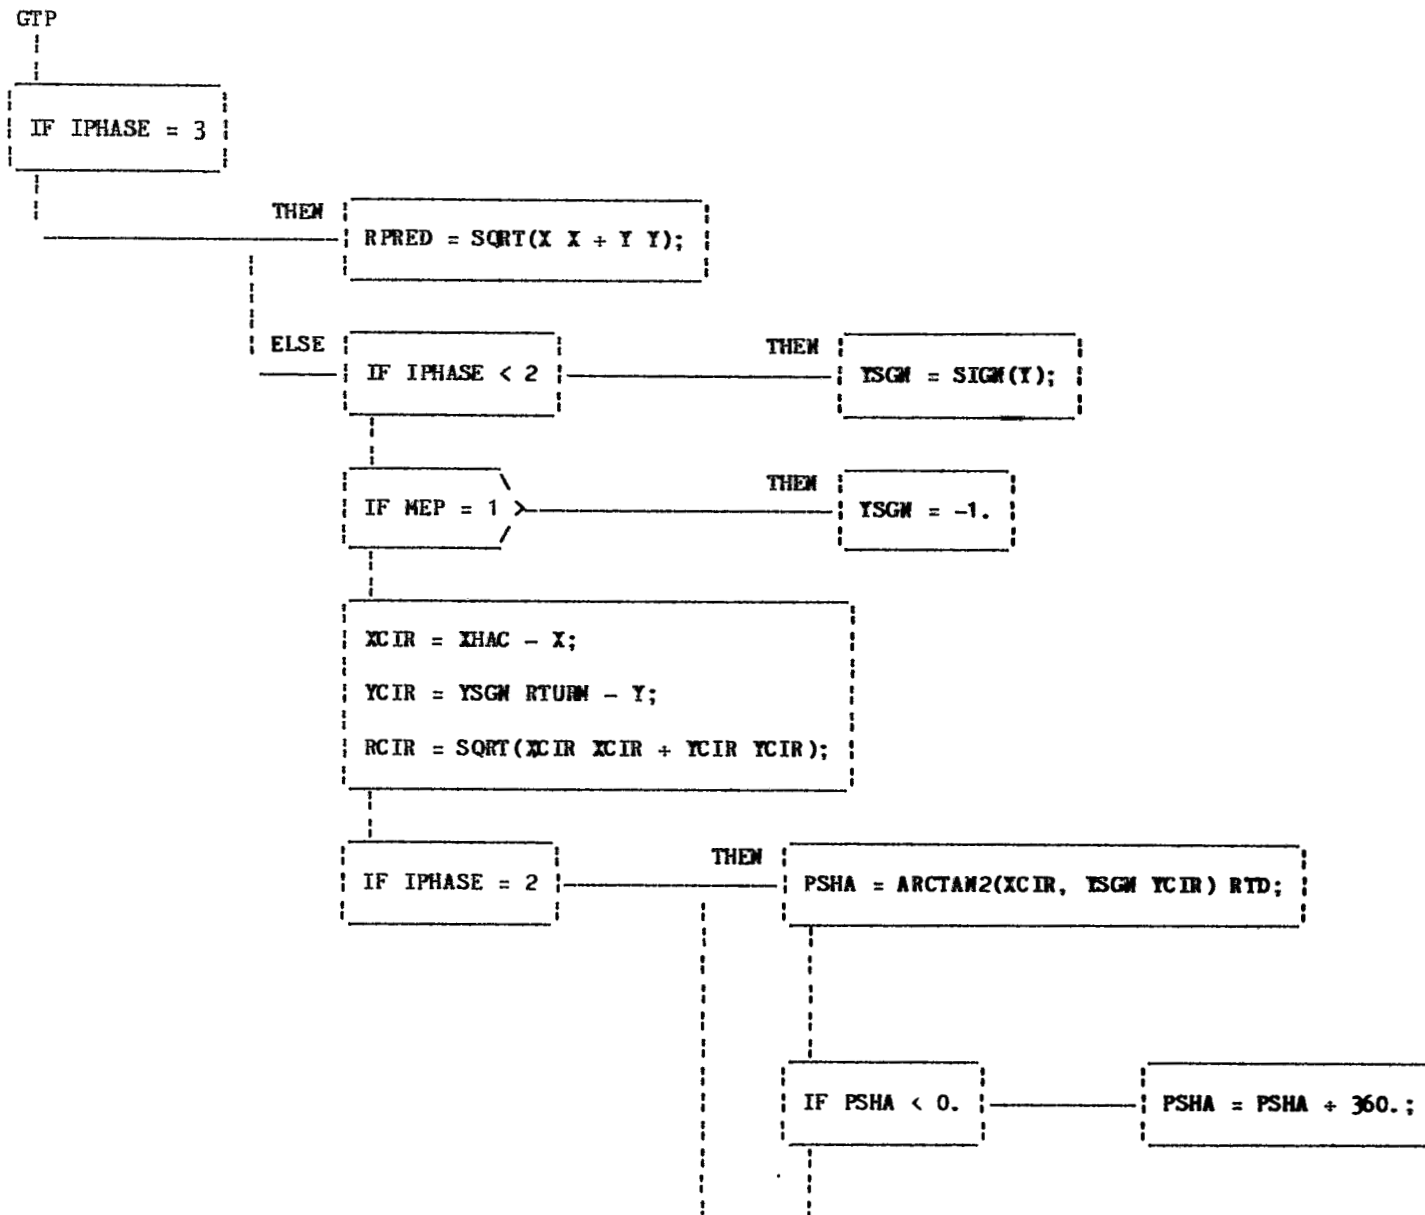 GTP
IF IPHASE = 3
THEN
RPRED = SQRT(X X + Y Y);
ELSE
IF IPHASE < 2
THEN
YSGN = SIGN(Y);
IF MEP = 1
THEN
YSGN = -1.
XCIR = XHAC - X;
YCIR = YSGN RTURN - Y;
RCIR = SQRT(XCIR XCIR + YCIR YCIR);
IF IPHASE = 2
THEN
PSHA = ARCTAN2(XCIR, YSGN YCIR) RTD;
IF PSHA < 0.
PSHA = PSHA + 360.;